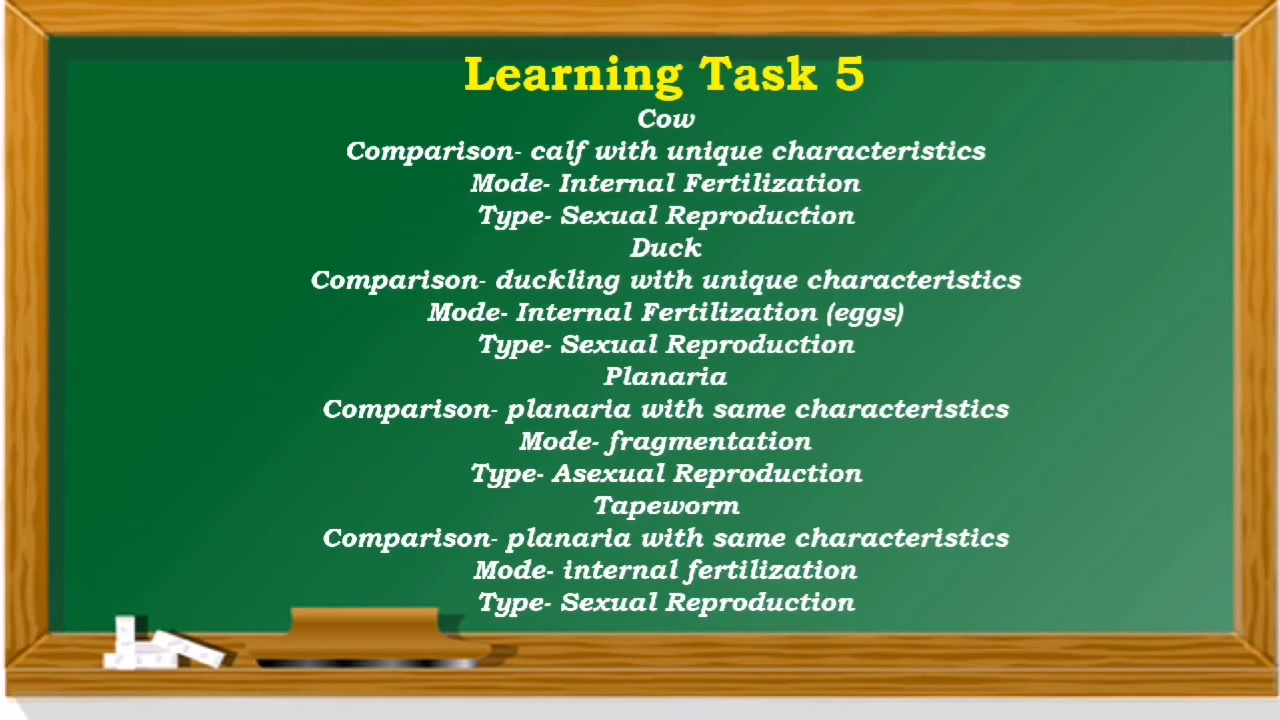 Learning Task 5
Cow
Comparison- calf with unique characteristics
Mode- Internal Fertilization
Type- Sexual Reproduction
Duck
Comparison- duckling with unique characteristics
Mode- Internal Fertilization (eggs)
Type- Sexual Reproduction
Planaria
Comparison- planaria with same characteristics
Mode- fragmentation
Type- Asexual Reproduction
Tapeworm
Comparison- planaria with same characteristics
Mode- internal fertilization
Type- Sexual Reproduction